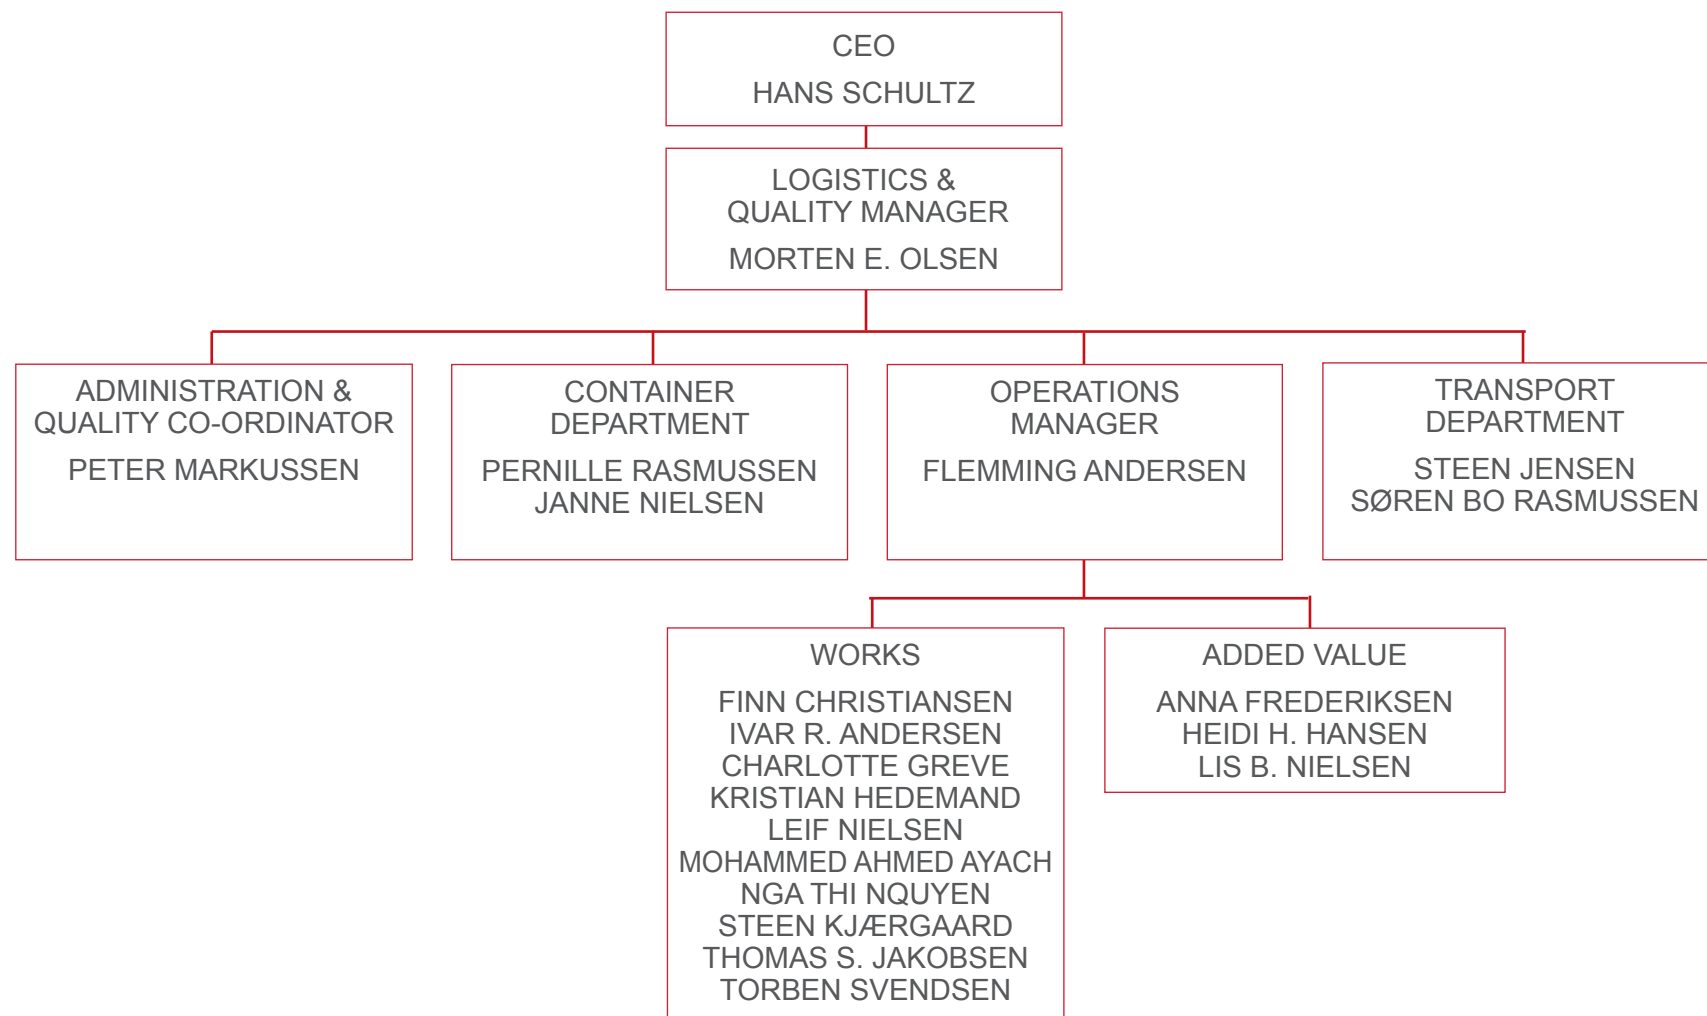 CEO
HANS SCHULTZ
LOGISTICS &
QUALITY MANAGER
MORTEN E. OLSEN
ADMINISTRATION &
QUALITY CO-ORDINATOR
PETER MARKUSSEN
CONTAINER
DEPARTMENT
PERNILLE RASMUSSEN
JANNE NIELSEN
OPERATIONS
MANAGER
FLEMMING ANDERSEN
TRANSPORT
DEPARTMENT
STEEN JENSEN
SØREN BO RASMUSSEN
WORKS
FINN CHRISTIANSEN
IVAR R. ANDERSEN
CHARLOTTE GREVE
KRISTIAN HEDEMAND
LEIF NIELSEN
MOHAMMED AHMED AYACH
NGA THI NQUYEN
STEEN KJÆRGAARD
THOMAS S. JAKOBSEN
TORBEN SVENDSEN
ADDED VALUE
ANNA FREDERIKSEN
HEIDI H. HANSEN
LIS B. NIELSEN